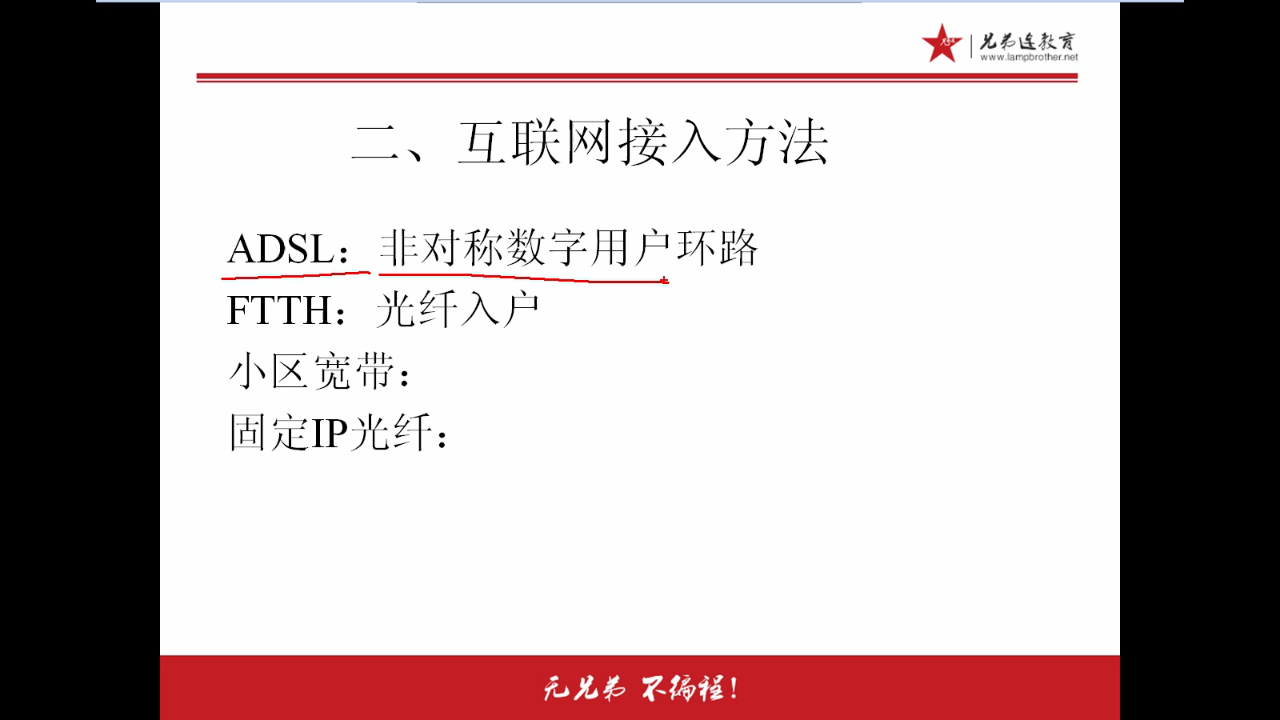 兄弟连教育
www.lampbrother.net
二、互联网接入方法
ADSL：非对称数字用户环路
FTTH：光纤入户
小区宽带：
固定IP光纤：
无兄弟 不编程！